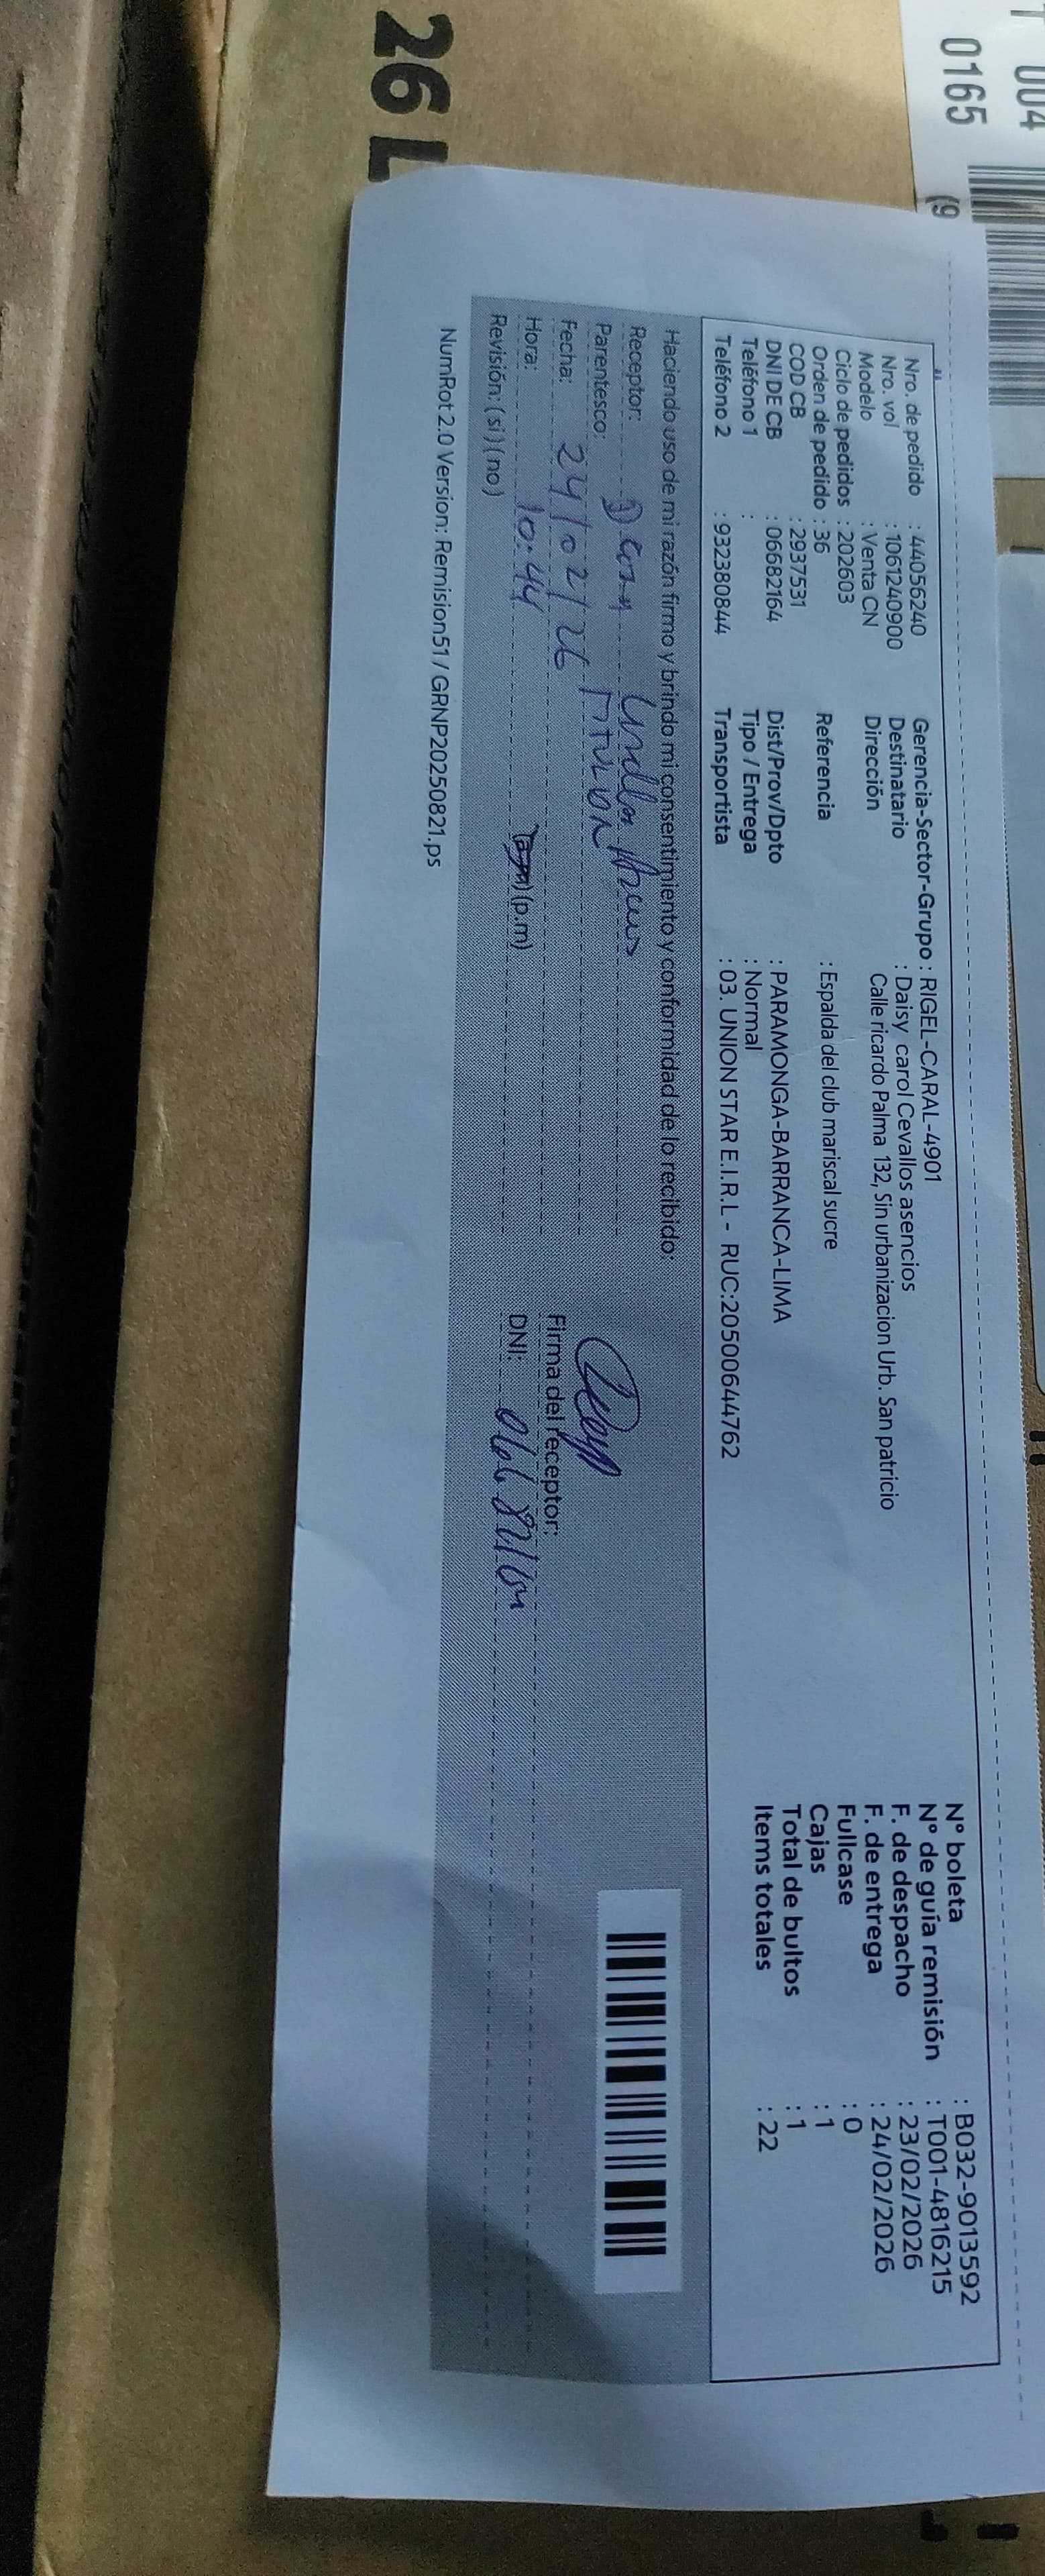 26 L
004
0165
(9
Nro. de pedido : 44056240
Nro. vol : 1061240900
Modelo : Venta CN
Ciclo de pedidos : 202603
Orden de pedido : 36
COD CB : 2937531
DNI DE CB : 06682164
Teléfono 1 :
Teléfono 2 : 932380844
Gerencia-Sector-Grupo : RIGEL-CARAL-4901
Destinatario : Daisy carol Cevallos asencios
Dirección Calle ricardo Palma 132, Sin urbanizacion Urb. San patricio
Referencia : Espalda del club mariscal sucre
Dist/Prov/Dpto : PARAMONGA-BARRANCA-LIMA
Tipo / Entrega : Normal
Transportista : 03. UNION STAR E.I.R.L - RUC:20500644762
N° boleta : B032-9013592
N° de guía remisión : T001-4816215
F. de despacho : 23/02/2026
F. de entrega : 24/02/2026
Fullcase : 0
Cajas : 1
Total de bultos : 1
Items totales : 22
Haciendo uso de mi razón firmo y brindo mi consentimiento y conformidad de lo recibido:
Receptor:
Parentesco:
Fecha: 24/02/26
Hora: 10:44 (a.m) (p.m)
Revisión: (si) (no)
Firma del receptor:
DNI:
NumRot2.0 Version: Remision51 / GRNP20250821.ps